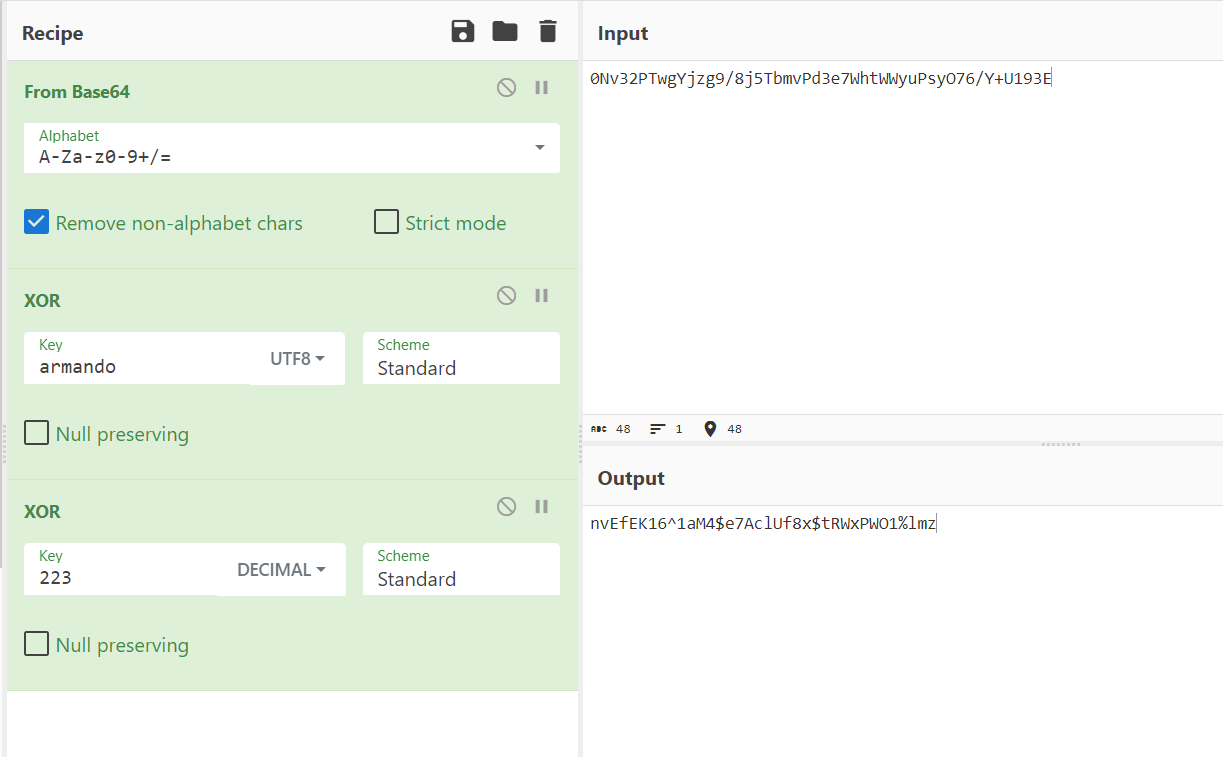 Recipe
From Base64
Alphabet
A-Za-z0-9+/=
Remove non-alphabet chars
Strict mode
XOR
Key
armando
UTF8
Scheme
Standard
Null preserving
XOR
Key
223
DECIMAL
Scheme
Standard
Null preserving
Input
0Nv32PTwgYjzg9/8j5TbmvPd3e7WhtWWyuPsyO76/Y+U193E
ABC 48
1
48
Output
nvEfEK16^1aM4$e7AclUf8x$tRWxPWO1%lmz